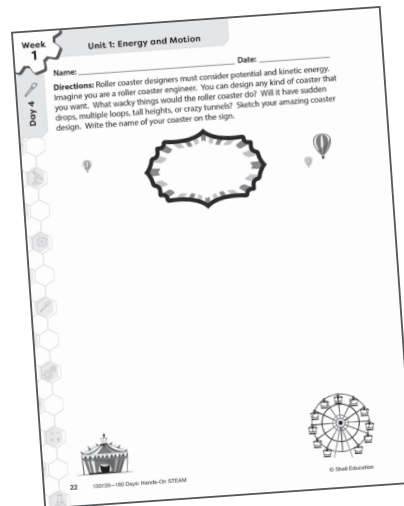 Week
1
Unit 1: Energy and Motion
Day 4
Name: Date:
Directions: Roller coaster designers must consider potential and kinetic energy.
Imagine you are a roller coaster engineer. You can design any kind of coaster that
you want. What wacky things would the roller coaster do? Will it have sudden
drops, multiple loops, tall heights, or crazy tunnels? Sketch your amazing coaster
design. Write the name of your coaster on the sign.
22 130139—180 Days: Hands-On STEAM
© Shell Education